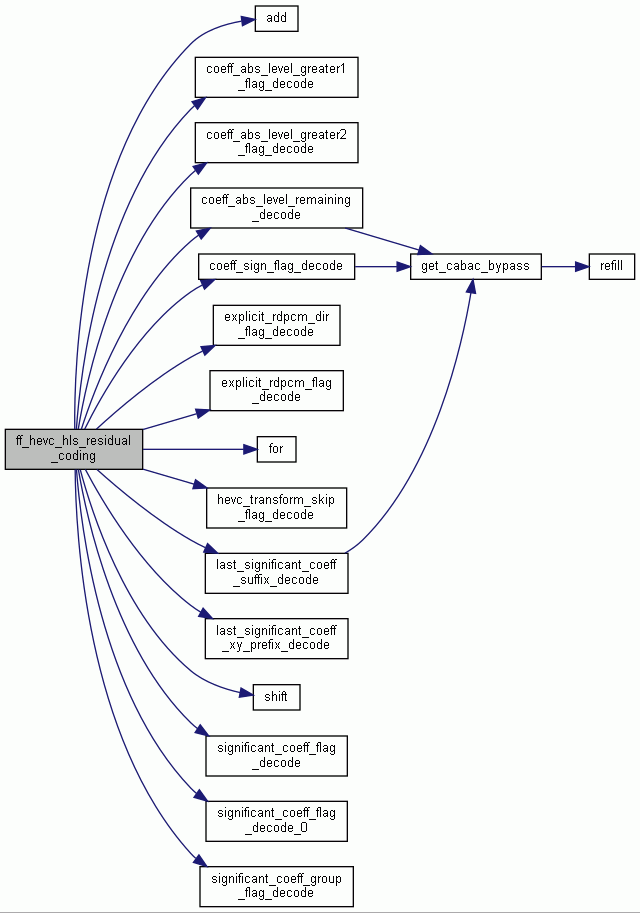 add
coeff_abs_level_greater1
_flag_decode
coeff_abs_level_greater2
_flag_decode
coeff_abs_level_remaining
_decode
coeff_sign_flag_decode
get_cabac_bypass
refill
explicit_rdpcm_dir
_flag_decode
explicit_rdpcm_flag
_decode
ff_hevc_hls_residual
_coding
for
hevc_transform_skip
_flag_decode
last_significant_coeff
_suffix_decode
last_significant_coeff
_xy_prefix_decode
shift
significant_coeff_flag
_decode
significant_coeff_flag
_decode_0
significant_coeff_group
_flag_decode